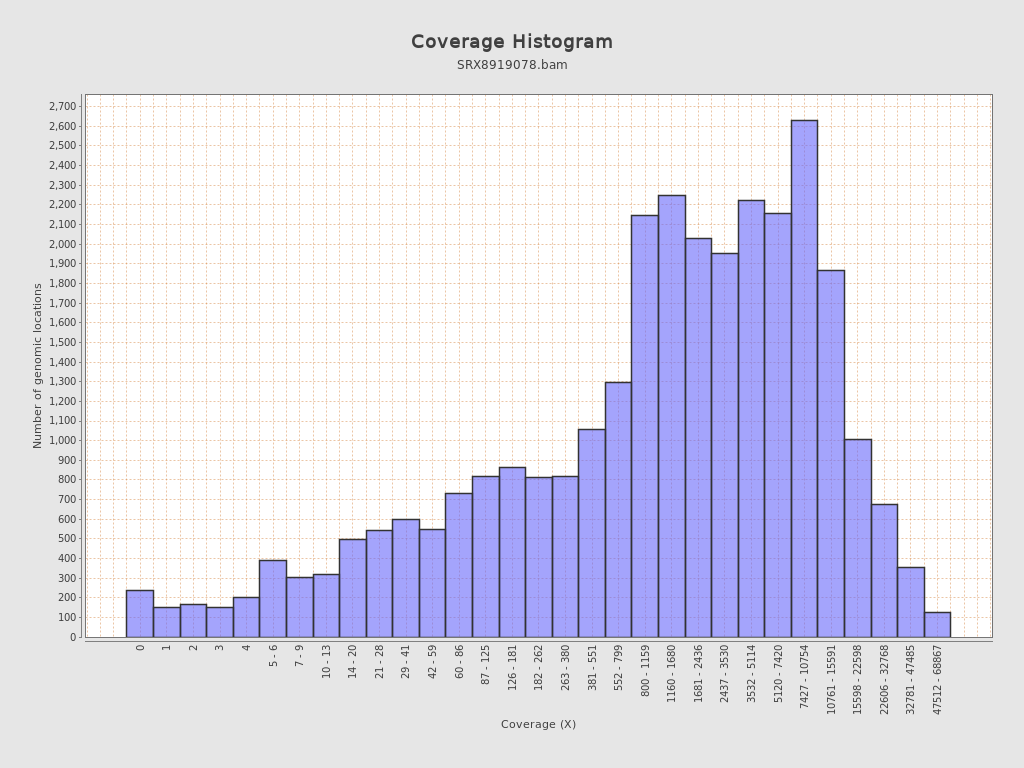 Coverage Histogram
SRX8919078.bam
2,700
2,600
2,500
2,400
2,300
2,200
2,100
2,000
1,900
1,800
1,700
1,600
1,500
1,400
1,300
1,200
1,100
1,000
900
800
700
600
500
400
300
200
100
0
Number of genomic locations
0
1
2
3
4
5 - 6
7 - 9
10 - 13
14 - 20
21 - 28
29 - 41
42 - 59
60 - 86
87 - 125
126 - 181
182 - 262
263 - 380
381 - 551
552 - 799
800 - 1159
1160 - 1680
1681 - 2436
2437 - 3530
3532 - 5114
5120 - 7420
7427 - 10754
10761 - 15591
15598 - 22598
22606 - 32768
32781 - 47485
47512 - 68867
Coverage (X)